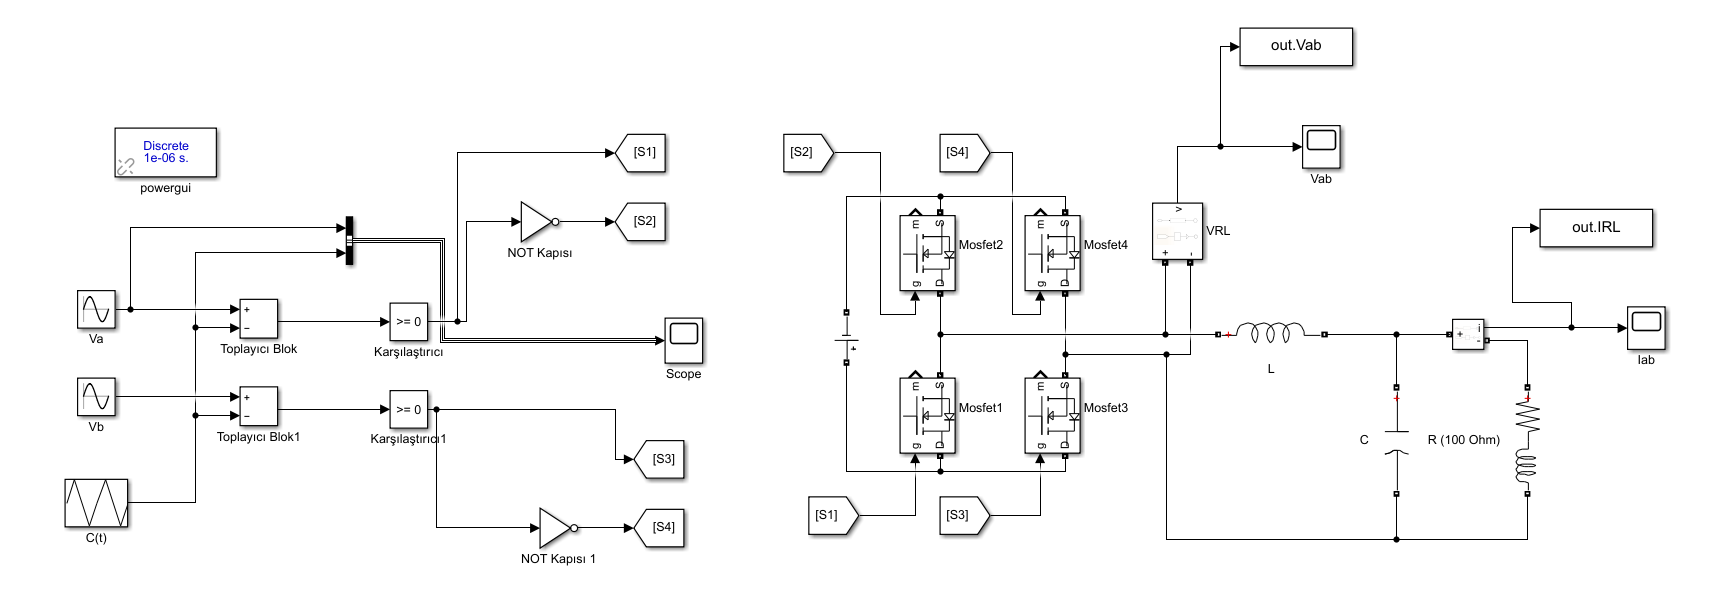 out.Vab
Discrete
1e-06 s.
powergui
[S1]
[S2]
NOT Kapısı
Va
+
−
Toplayıcı Blok
>= 0
Karşılaştırıcı
Scope
Vb
+
−
Toplayıcı Blok1
>= 0
Karşılaştırıcı1
[S3]
C(t)
[S4]
NOT Kapısı 1
[S2]
[S4]
Vab
m
S
g
D
Mosfet2
m
S
g
D
Mosfet4
v
+
-
VRL
out.IRL
+
L
+
i
-
Iab
+
m
S
g
D
Mosfet1
m
S
g
D
Mosfet3
+
C
+
R (100 Ohm)
[S1]
[S3]